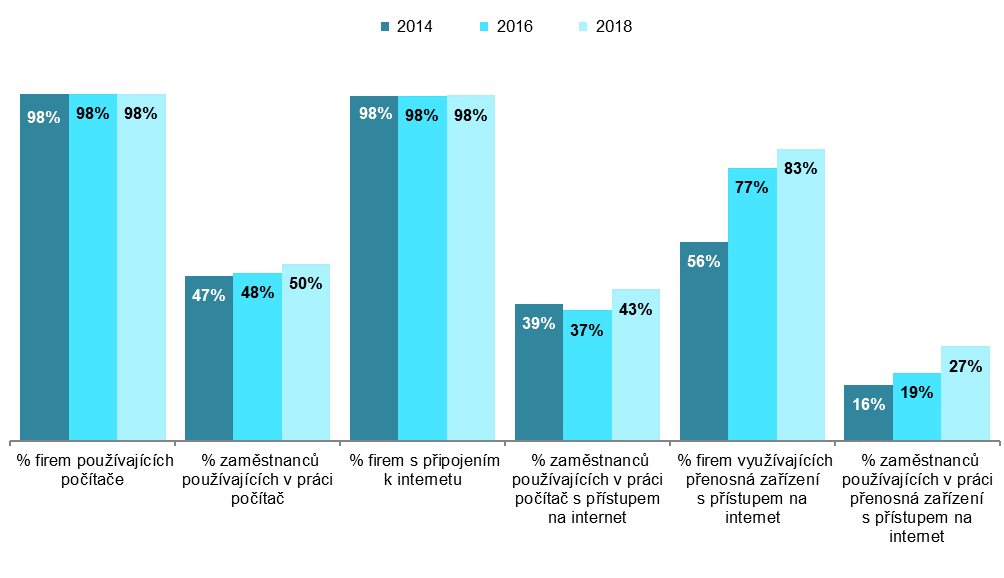 2014 2016 2018
98% 98% 98%
47% 48% 50%
98% 98% 98%
39% 37% 43%
56% 77% 83%
16% 19% 27%
% firem používajících
počítače
% zaměstnanců
používajících v práci
počítač
% firem s připojením
k internetu
% zaměstnanců
používajících v práci
počítač s přístupem
na internet
% firem využívajících
přenosná zařízení
s přístupem na
internet
% zaměstnanců
používajících v práci
přenosná zařízení
s přístupem na
internet